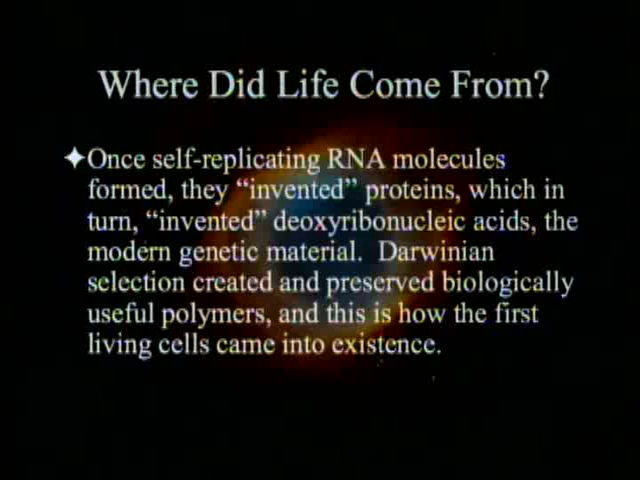 Where Did Life Come From?
Once self-replicating RNA molecules
formed, they “invented” proteins, which in
turn, “invented” deoxyribonucleic acids, the
modern genetic material.  Darwinian
selection created and preserved biologically
useful polymers, and this is how the first
living cells came into existence.